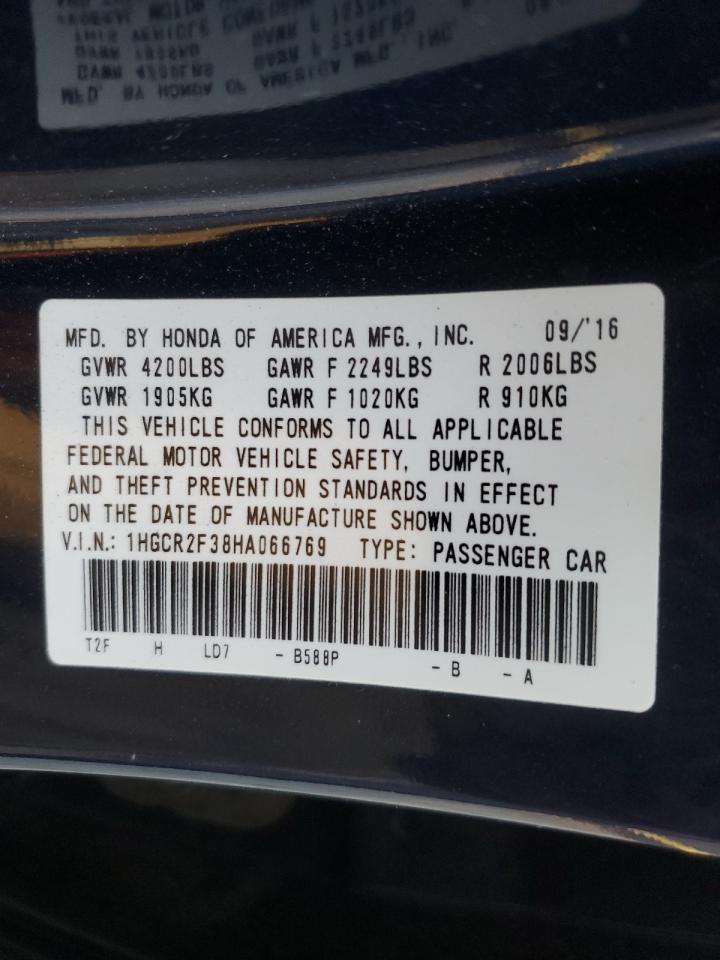 MFD. BY HONDA OF AMERICA MFG., INC. 09/'16
GVWR 4200LBS GAWR F 2249LBS R 2006LBS
GVWR 1905KG GAWR F 1020KG R 910KG
THIS VEHICLE CONFORMS TO ALL APPLICABLE
FEDERAL MOTOR VEHICLE SAFETY, BUMPER,
AND THEFT PREVENTION STANDARDS IN EFFECT
ON THE DATE OF MANUFACTURE SHOWN ABOVE.
V.I.N.: 1HGCR2F38HA066769 TYPE: PASSENGER CAR
T2F H LD7 - B588P - B - A